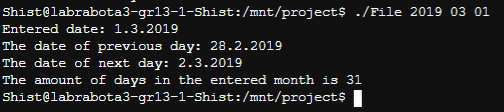 Shist@labrabota3-gr13-1-Shist:/mnt/project$ ./File 2019 03 01
Entered date: 1.3.2019
The date of previous day: 28.2.2019
The date of next day: 2.3.2019
The amount of days in the entered month is 31
Shist@labrabota3-gr13-1-Shist:/mnt/project$